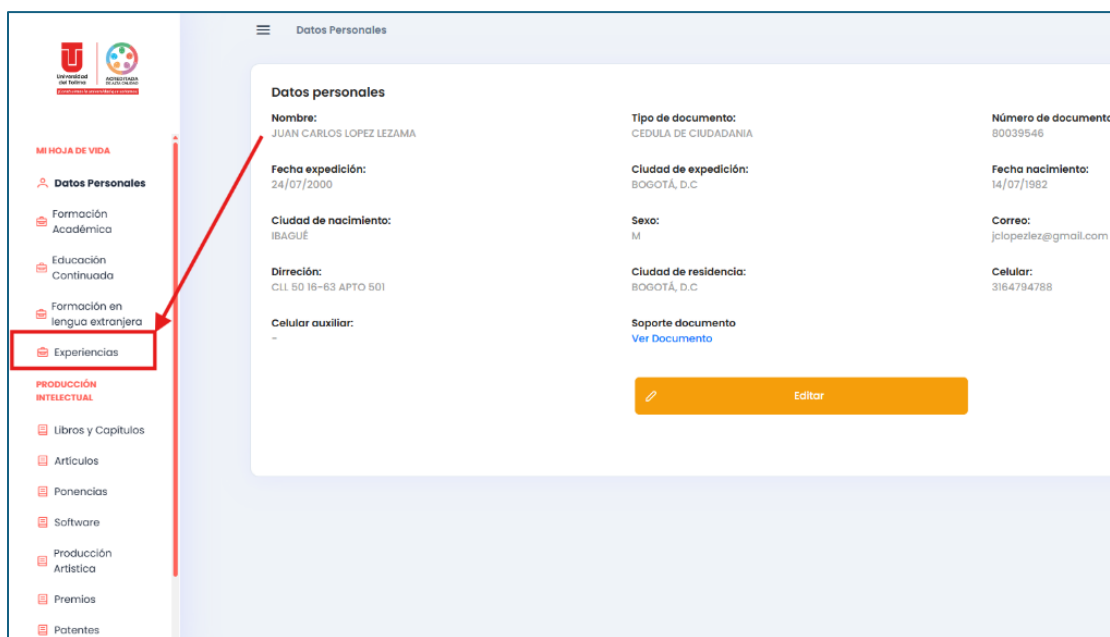 Universidad
del Tolima
ACREDITADA
DE ALTA CALIDAD
MI HOJA DE VIDA
Datos Personales
Formación
Académica
Educación
Continuada
Formación en
lengua extranjera
Experiencias
PRODUCCIÓN
INTELECTUAL
Libros y Capítulos
Artículos
Ponencias
Software
Producción
Artística
Premios
Patentes
Datos Personales
Datos personales
Nombre:
JUAN CARLOS LOPEZ LEZAMA
Tipo de documento:
CEDULA DE CIUDADANIA
Número de documento
80039546
Fecha expedición:
24/07/2000
Ciudad de expedición:
BOGOTÁ, D.C
Fecha nacimiento:
14/07/1982
Ciudad de nacimiento:
IBAGUÉ
Sexo:
M
Correo:
jclopezlez@gmail.com
Dirreción:
CLL 50 16-63 APTO 501
Ciudad de residencia:
BOGOTÁ, D.C
Celular:
3164794788
Celular auxiliar:
-
Soporte documento
Ver Documento
Editar